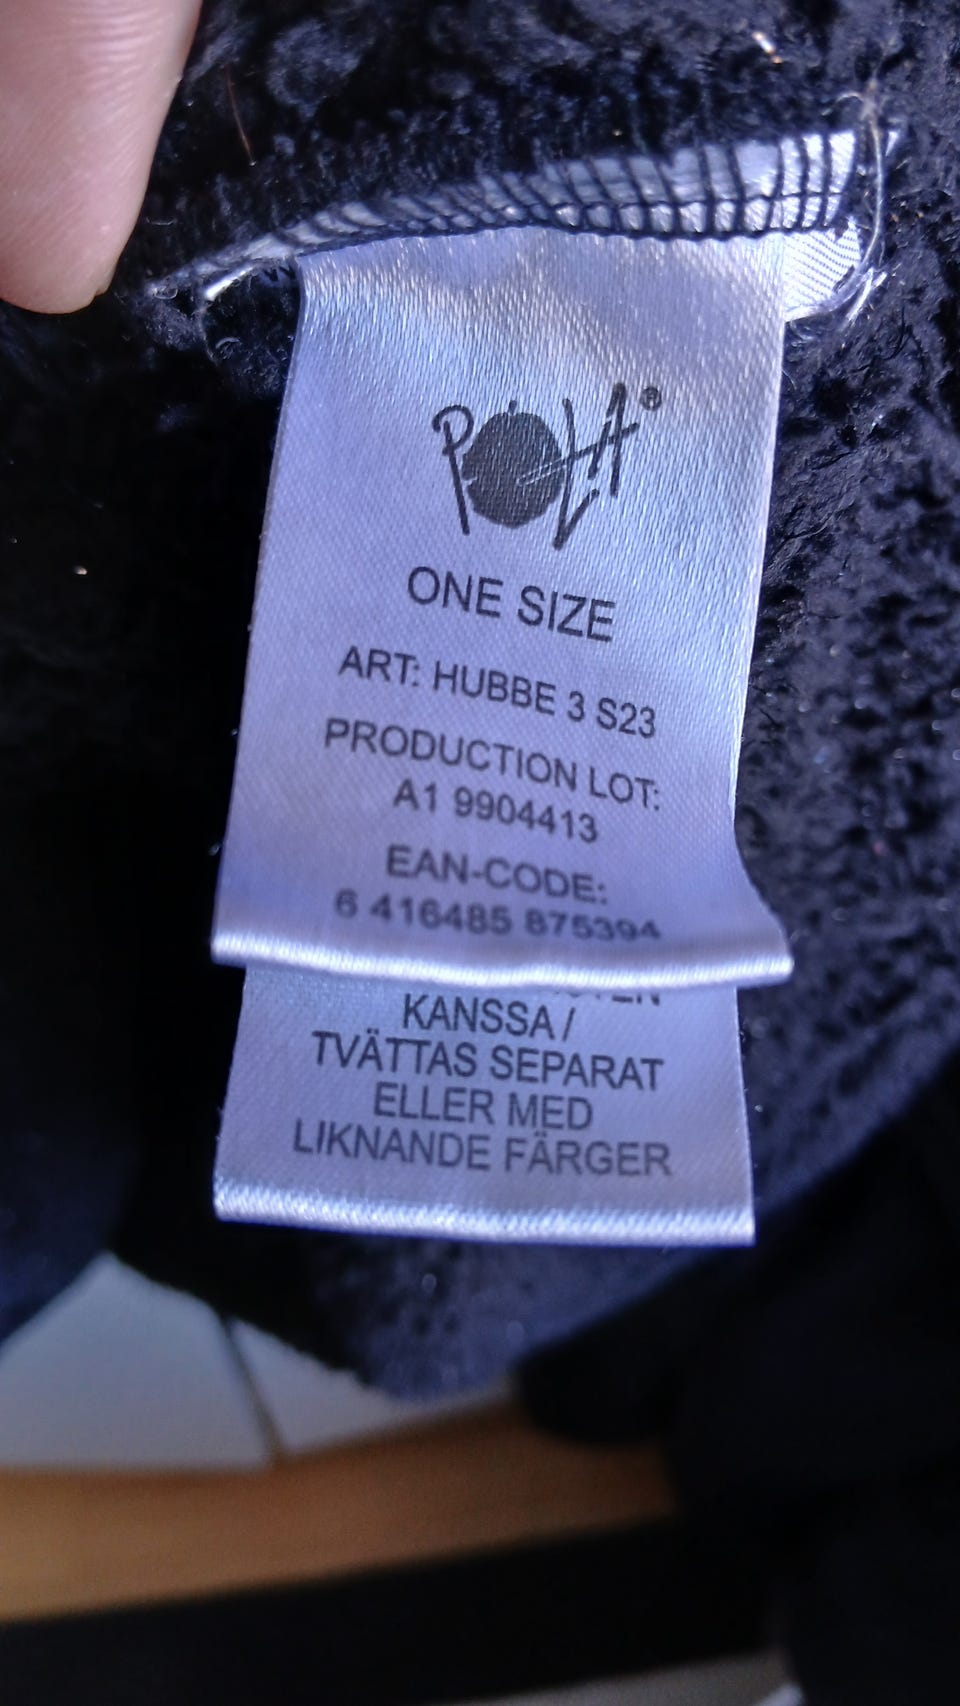 POLA®
ONE SIZE
ART: HUBBE 3 S23
PRODUCTION LOT:
A1 9904413
EAN-CODE:
6 416485 875394
KANSSA /
TVÄTTAS SEPARAT
ELLER MED
LIKNANDE FÄRGER